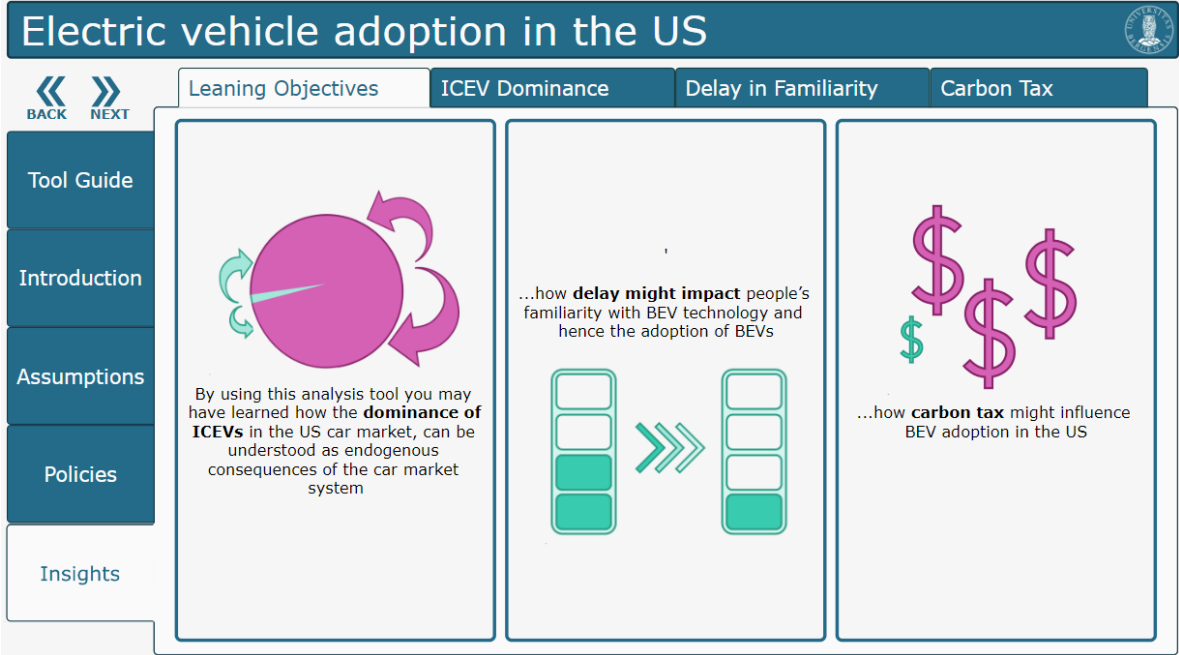 Electric vehicle adoption in the US
UNIVERSITAS
BERGENSIS
BACK
NEXT
Leaning Objectives
ICEV Dominance
Delay in Familiarity
Carbon Tax
Tool Guide
Introduction
Assumptions
Policies
Insights
By using this analysis tool you may
have learned how the dominance of
ICEVs in the US car market, can be
understood as endogenous
consequences of the car market
system
...how delay might impact people's
familiarity with BEV technology and
hence the adoption of BEVs
$
$
$
$
...how carbon tax might influence
BEV adoption in the US